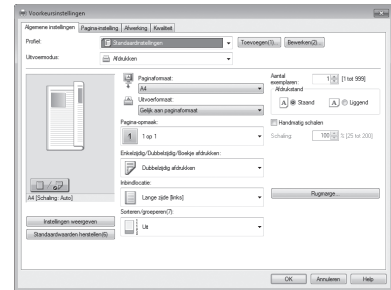 Voorkeursinstellingen
Algemene instellingen Pagina-instelling Afwerking Kwaliteit
Profiel: Standaardinstellingen Toevoegen(1)... Bewerken(2)...
Uitvoermodus: Afdrukken
Paginaformaat:
A4
Uitvoerformaat:
Gelijk aan paginaformaat
Aantal exemplaren: 1 [1 tot 999]
Afdrukstand
A Staand A Liggend
Pagina-opmaak:
1 1 op 1
Handmatig schalen
Schaling: 100 % [25 tot 200]
Enkelzijdig/Dubbelzijdig/Boekje afdrukken:
Dubbelzijdig afdrukken
Inbindlocatie:
Lange zijde [links]
Rugmarge...
A4 [Schaling: Auto]
Sorteren/groeperen(7):
Uit
Instellingen weergeven
Standaardwaarden herstellen(6)
OK Annuleren Help